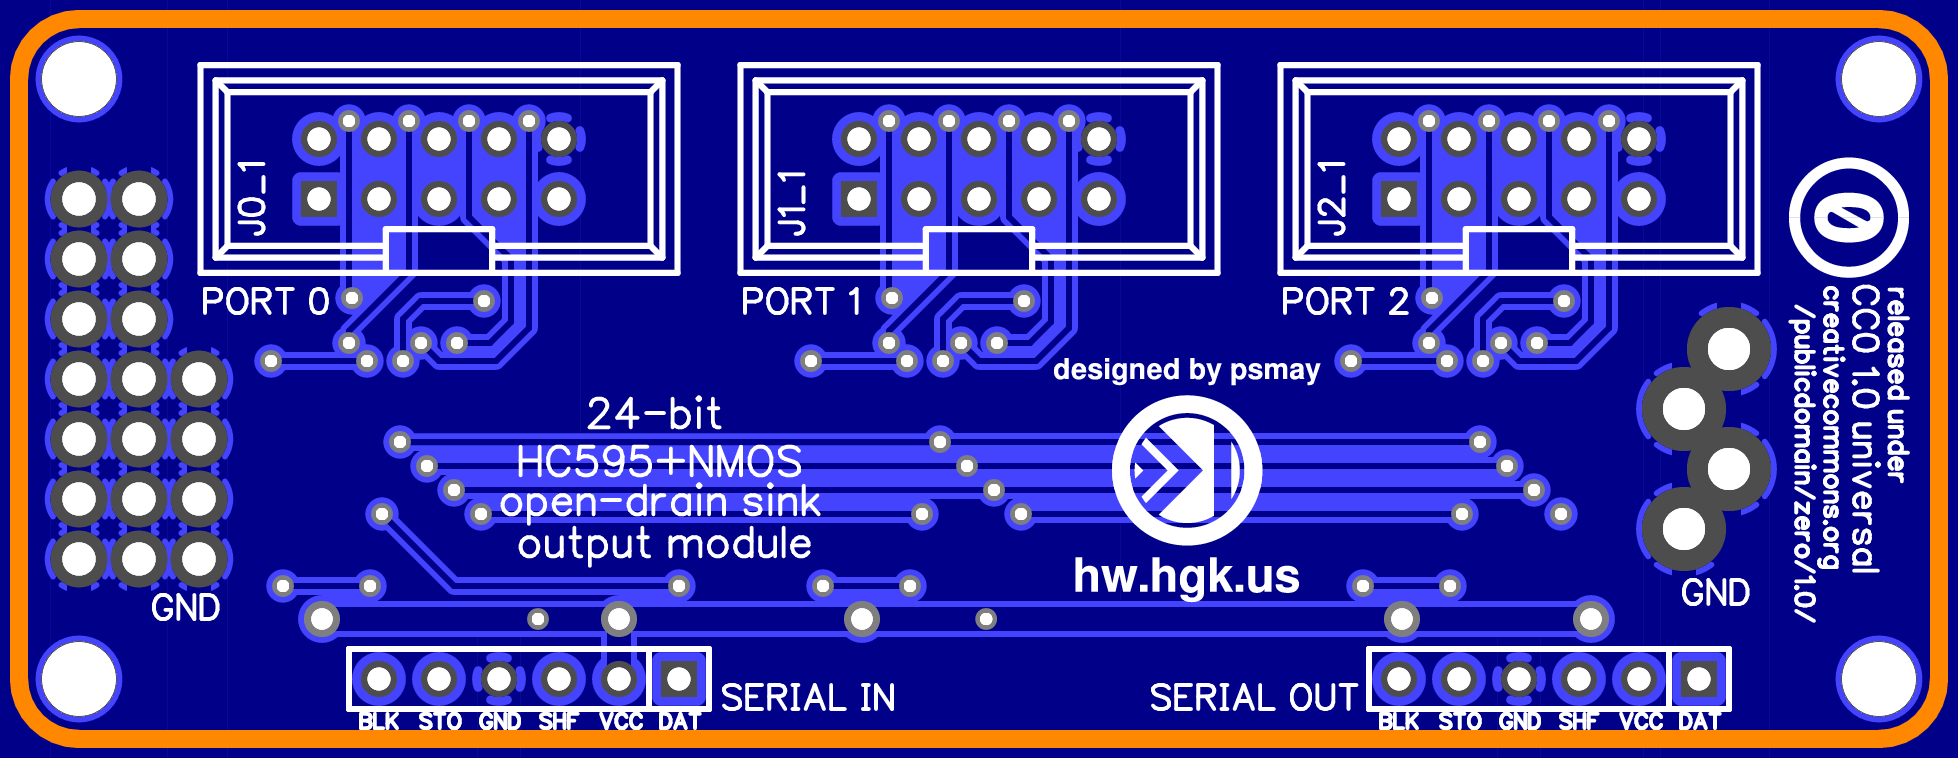 J0_1
J1_1
J2_1
PORT 0
PORT 1
PORT 2
released under
CC0 1.0 universal
creativecommons.org
/publicdomain/zero/1.0/
designed by psmay
24-bit
HC595+NMOS
open-drain sink
output module
hw.hgk.us
GND
GND
SERIAL IN
SERIAL OUT
BLK STO GND SHF VCC DAT
BLK STO GND SHF VCC DAT